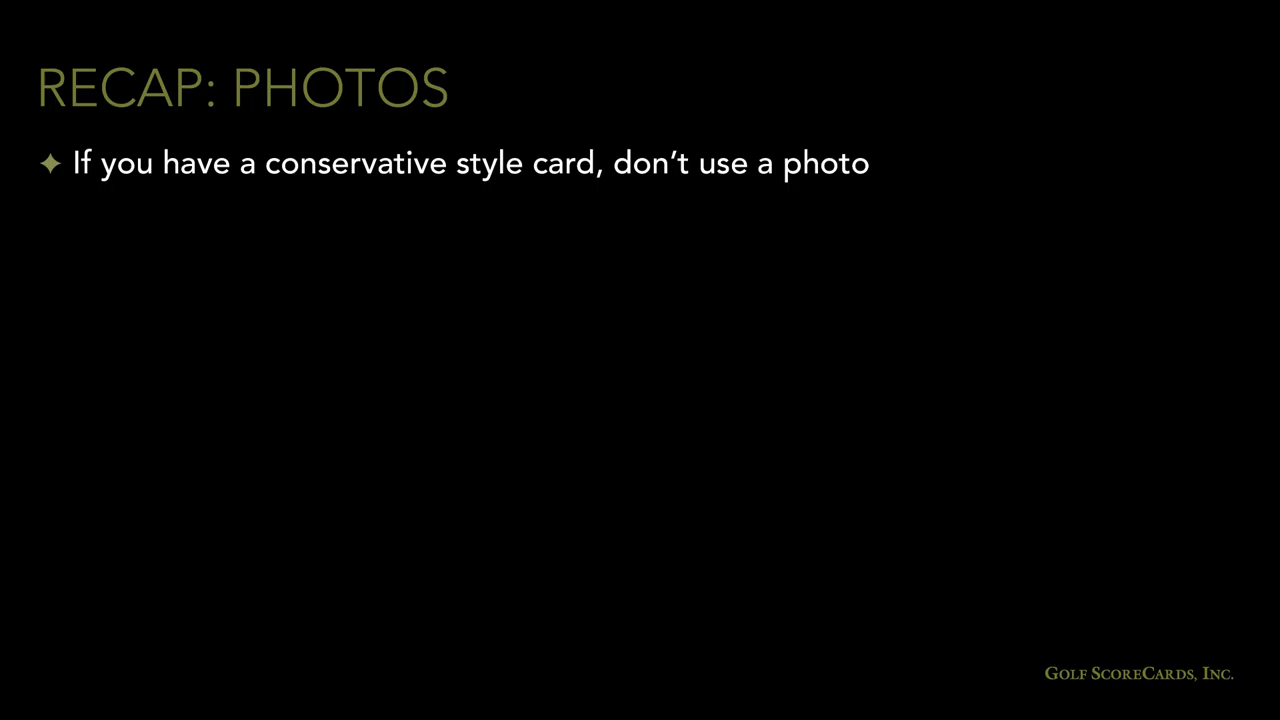 RECAP: PHOTOS
✦ If you have a conservative style card, don’t use a photo
Golf ScoreCards, Inc.